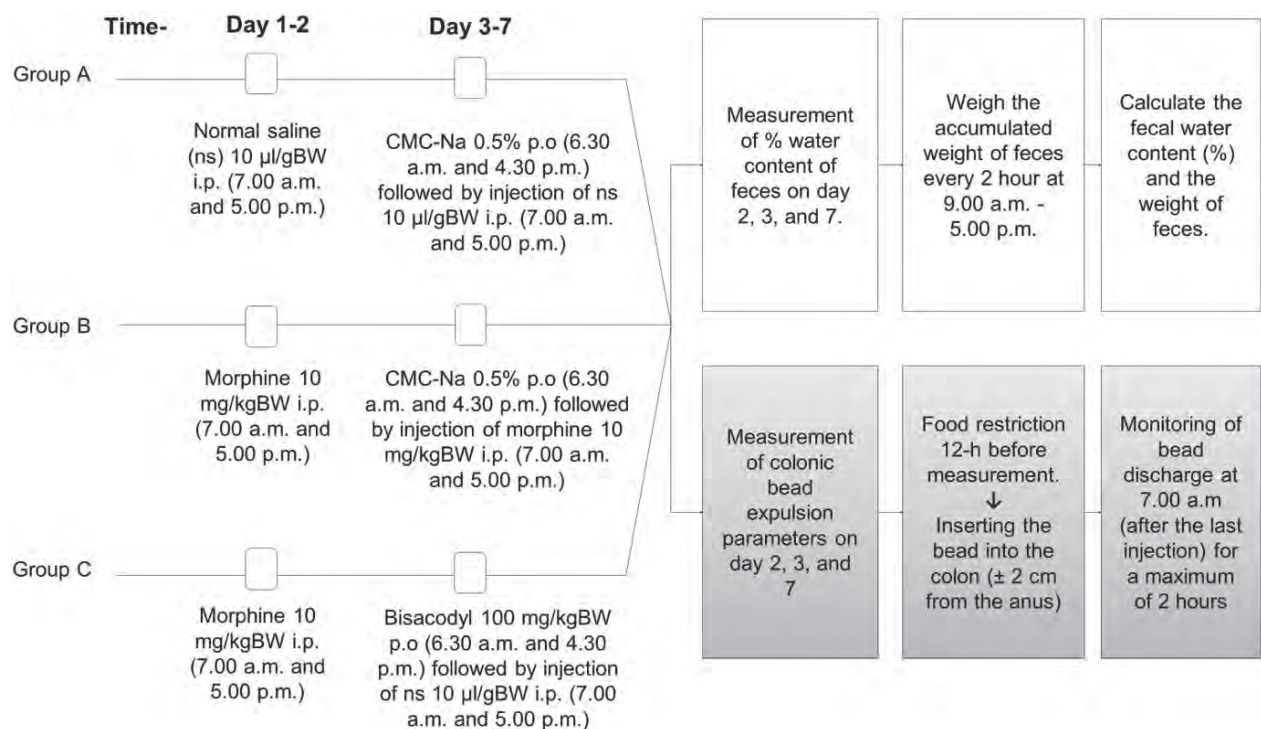 Time- Day 1-2 Day 3-7
Group A
Normal saline
(ns) 10 µl/gBW
i.p. (7.00 a.m.
and 5.00 p.m.)
CMC-Na 0.5% p.o (6.30
a.m. and 4.30 p.m.)
followed by injection of ns
10 µl/gBW i.p. (7.00 a.m.
and 5.00 p.m.)
Group B
Morphine 10
mg/kgBW i.p.
(7.00 a.m. and
5.00 p.m.)
CMC-Na 0.5% p.o (6.30
a.m. and 4.30 p.m.) followed
by injection of morphine 10
mg/kgBW i.p. (7.00 a.m.
and 5.00 p.m.)
Group C
Morphine 10
mg/kgBW i.p.
(7.00 a.m. and
5.00 p.m.)
Bisacodyl 100 mg/kgBW
p.o (6.30 a.m. and 4.30
p.m.) followed by injection
of ns 10 µl/gBW i.p. (7.00
a.m. and 5.00 p.m.)
Measurement
of % water
content of
feces on day
2, 3, and 7.
Weigh the
accumulated
weight of feces
every 2 hour at
9.00 a.m. -
5.00 p.m.
Calculate the
fecal water
content (%)
and the
weight of
feces.
Measurement
of colonic
bead
expulsion
parameters on
day 2, 3, and
7
Food restriction
12-h before
measurement.
↓
Inserting the
bead into the
colon (± 2 cm
from the anus)
Monitoring of
bead
discharge at
7.00 a.m
(after the last
injection) for
a maximum
of 2 hours